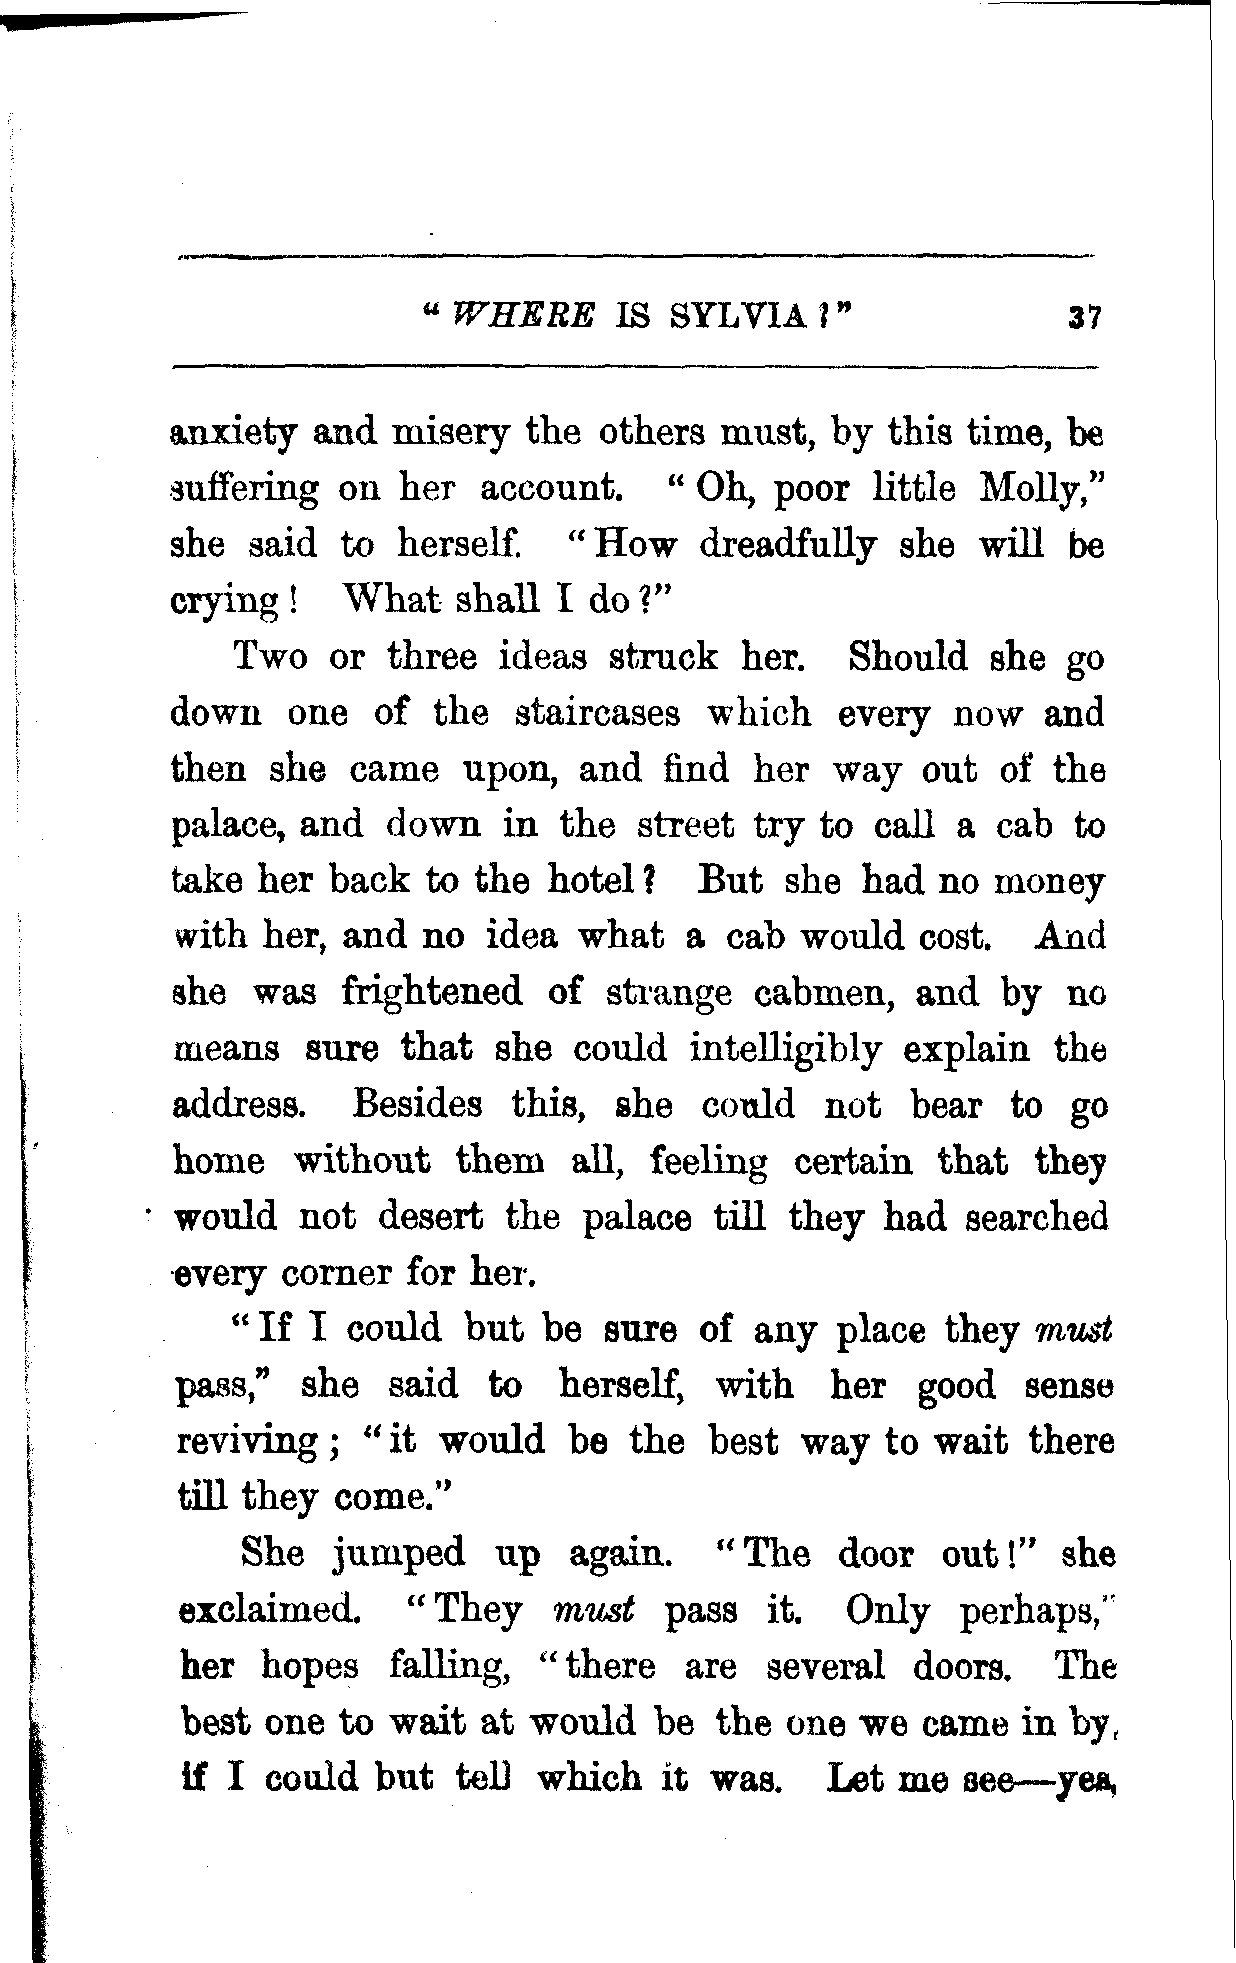 “ WHERE IS SYLVIA ?” 37
anxiety and misery the others must, by this time, be
suffering on her account. “ Oh, poor little Molly,”
she said to herself. “ How dreadfully she will be
crying ! What shall I do ?”
Two or three ideas struck her. Should she go
down one of the staircases which every now and
then she came upon, and find her way out of the
palace, and down in the street try to call a cab to
take her back to the hotel ? But she had no money
with her, and no idea what a cab would cost. And
she was frightened of strange cabmen, and by no
means sure that she could intelligibly explain the
address. Besides this, she could not bear to go
home without them all, feeling certain that they
would not desert the palace till they had searched
every corner for her.
“ If I could but be sure of any place they must
pass,” she said to herself, with her good sense
reviving ; “ it would be the best way to wait there
till they come.”
She jumped up again. “ The door out !” she
exclaimed. “ They must pass it. Only perhaps,”
her hopes falling, “ there are several doors. The
best one to wait at would be the one we came in by,
if I could but tell which it was. Let me see—yes,